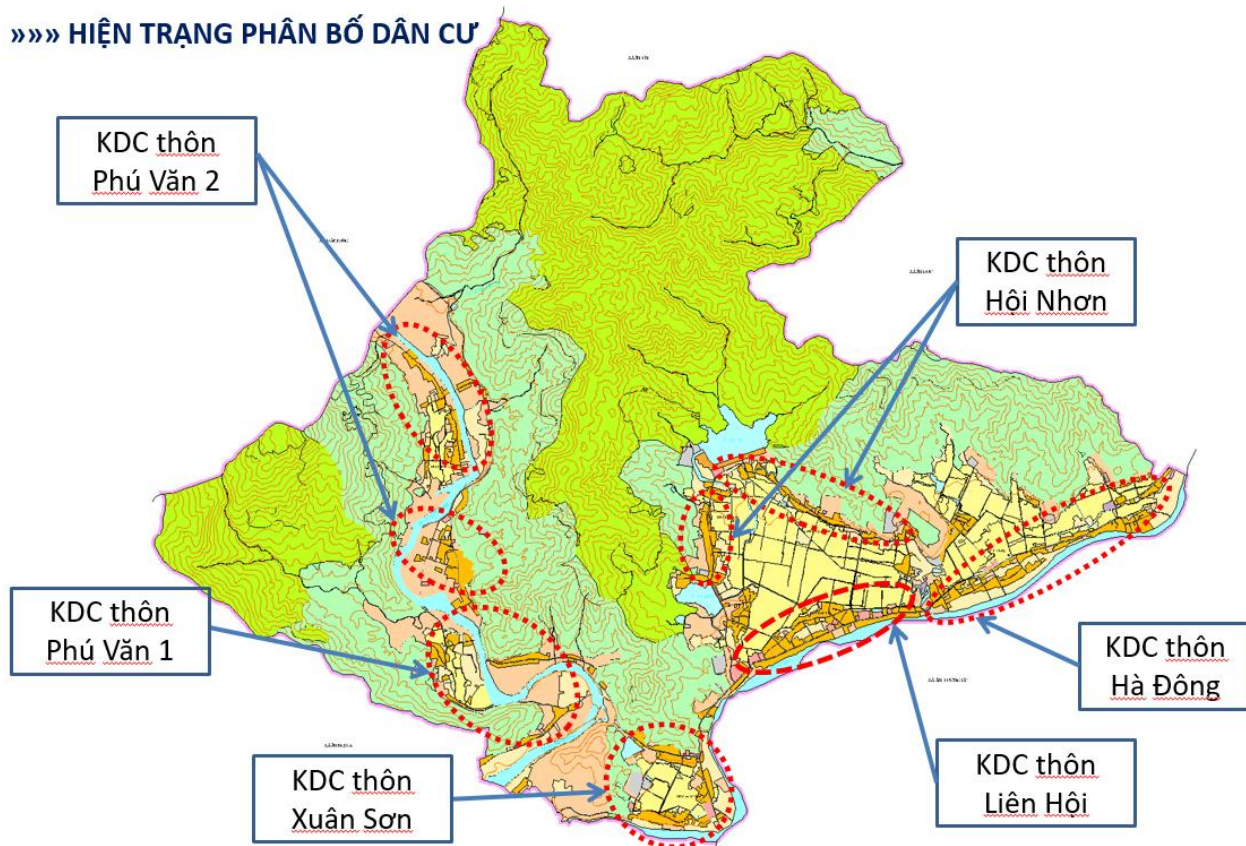 »»» HIỆN TRẠNG PHÂN BỐ DÂN CƯ
KDC thôn
Phú Văn 2
KDC thôn
Hội Nhơn
KDC thôn
Phú Văn 1
KDC thôn
Hà Đông
KDC thôn
Xuân Sơn
KDC thôn
Liên Hội